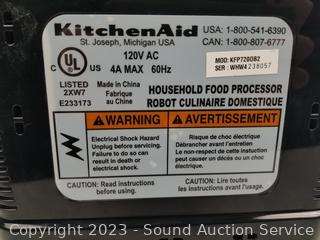 KitchenAid
St. Joseph, Michigan USA
USA: 1-800-541-6390
CAN: 1-800-807-6777
120V AC
4A MAX 60Hz
MOD: KFP720OB2
SER: WHW4238057
C UL US
LISTED
2XW7
E233173
Made in China
Fabriqué
au Chine
HOUSEHOLD FOOD PROCESSOR
ROBOT CULINAIRE DOMESTIQUE
WARNING
Electrical Shock Hazard
Unplug before servicing.
Failure to do so can
result in death or
electrical shock.
AVERTISSEMENT
Risque de choc électrique
Débrancher avant
l'entretien.
Le non-respect de cette
instruction peut causer
un décès ou un choc
électrique.
CAUTION: Read instructions
before using.
CAUTION: Lire toutes
les instructions
avant l'usage.
Copyright 2023 - Sound Auction Service